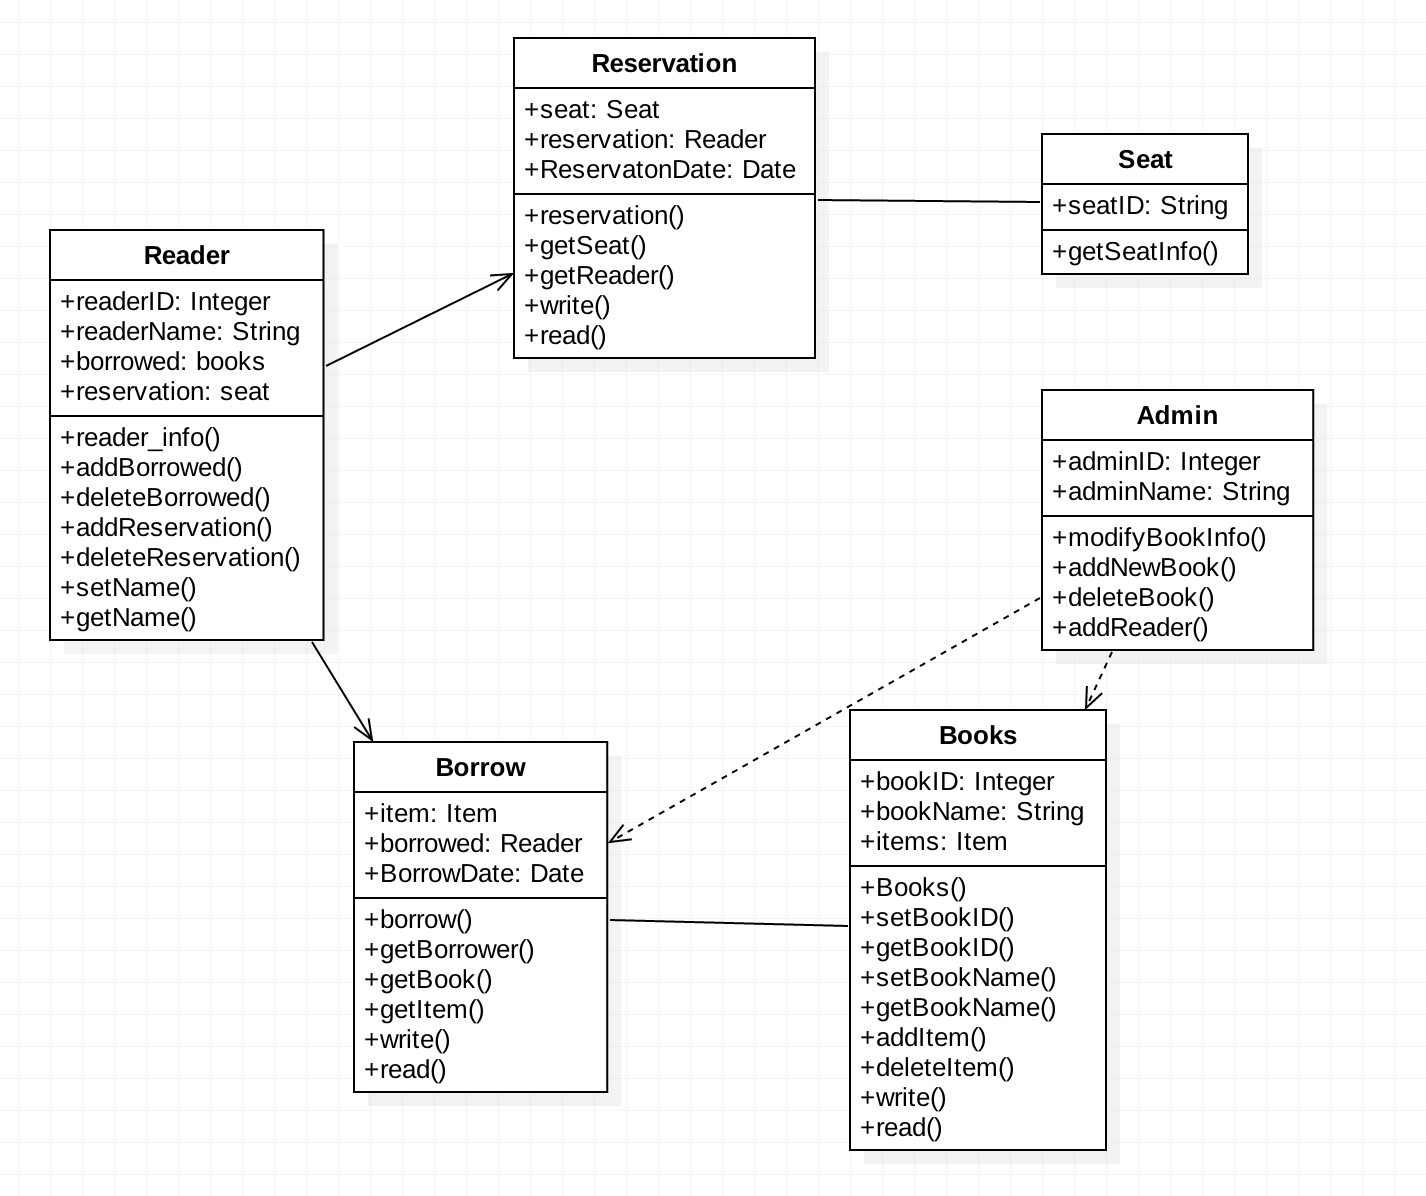 Reservation
+seat: Seat
+reservation: Reader
+ReservatonDate: Date
+reservation()
+getSeat()
+getReader()
+write()
+read()
Seat
+seatID: String
+getSeatInfo()
Reader
+readerID: Integer
+readerName: String
+borrowed: books
+reservation: seat
+reader_info()
+addBorrowed()
+deleteBorrowed()
+addReservation()
+deleteReservation()
+setName()
+getName()
Admin
+adminID: Integer
+adminName: String
+modifyBookInfo()
+addNewBook()
+deleteBook()
+addReader()
Borrow
+item: Item
+borrowed: Reader
+BorrowDate: Date
+borrow()
+getBorrower()
+getBook()
+getItem()
+write()
+read()
Books
+bookID: Integer
+bookName: String
+items: Item
+Books()
+setBookID()
+getBookID()
+setBookName()
+getBookName()
+addItem()
+deleteItem()
+write()
+read()